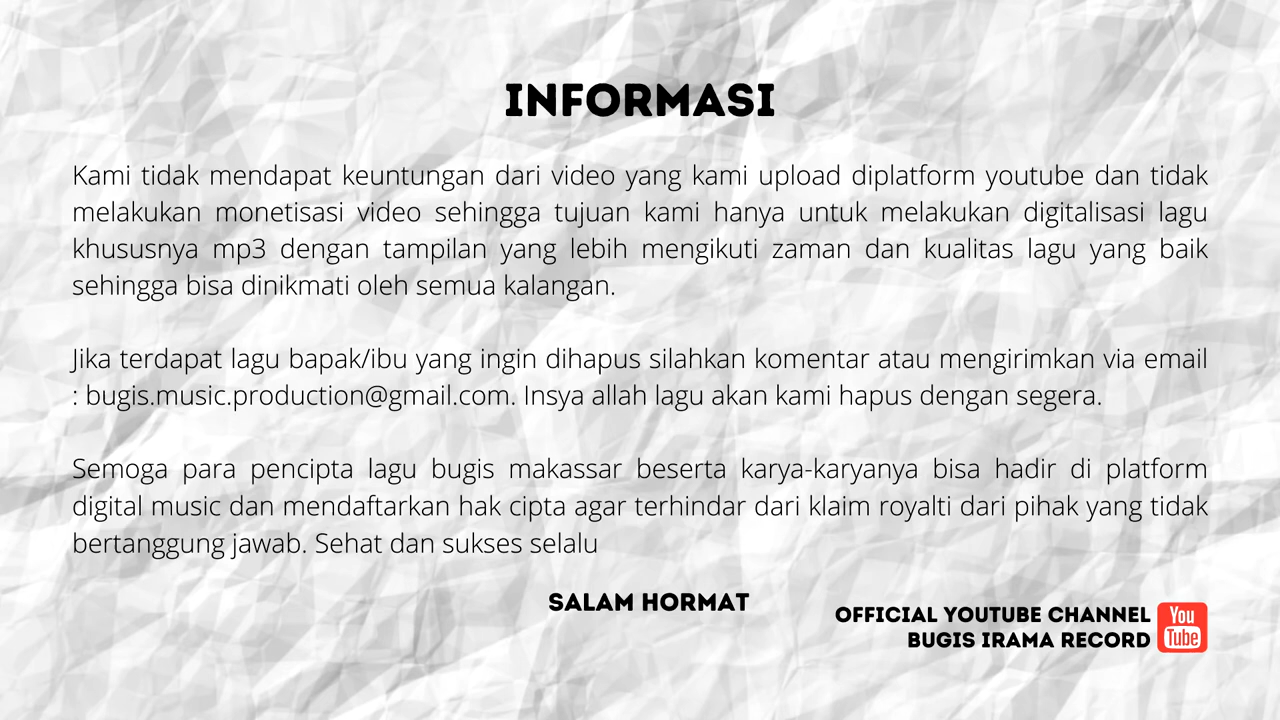 INFORMASI
Kami tidak mendapat keuntungan dari video yang kami upload diplatform youtube dan tidak
melakukan monetisasi video sehingga tujuan kami hanya untuk melakukan digitalisasi lagu
khususnya mp3 dengan tampilan yang lebih mengikuti zaman dan kualitas lagu yang baik
sehingga bisa dinikmati oleh semua kalangan.
Jika terdapat lagu bapak/ibu yang ingin dihapus silahkan komentar atau mengirimkan via email
: bugis.music.production@gmail.com. Insya allah lagu akan kami hapus dengan segera.
Semoga para pencipta lagu bugis makassar beserta karya-karyanya bisa hadir di platform
digital music dan mendaftarkan hak cipta agar terhindar dari klaim royalti dari pihak yang tidak
bertanggung jawab. Sehat dan sukses selalu
SALAM HORMAT
OFFICIAL YOUTUBE CHANNEL
BUGIS IRAMA RECORD
You
Tube